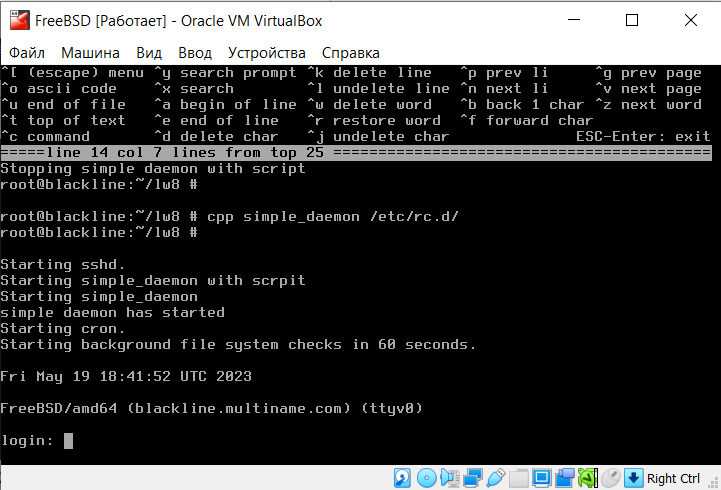 FreeBSD [Работает] - Oracle VM VirtualBox
Файл Машина Вид Ввод Устройства Справка
^[ (escape) menu ^y search prompt ^k delete line ^p prev li ^g prev page
^o ascii code ^x search ^l undelete line ^n next li ^v next page
^u end of file ^a begin of line ^w delete word ^b back 1 char ^z next word
^t top of text ^e end of line ^r restore word ^f forward char
^c command ^d delete char ^j undelete char ESC-Enter: exit
=====line 14 col 7 lines from top 25 ==========================================
Stopping simple daemon with script
root@blackline:~/lw8 #
root@blackline:~/lw8 # cpp simple_daemon /etc/rc.d/
root@blackline:~/lw8 #
Starting sshd.
Starting simple_daemon with scrpit
Starting simple_daemon
simple daemon has started
Starting cron.
Starting background file system checks in 60 seconds.
Fri May 19 18:41:52 UTC 2023
FreeBSD/amd64 (blackline.multiname.com) (ttyv0)
login:
Right Ctrl